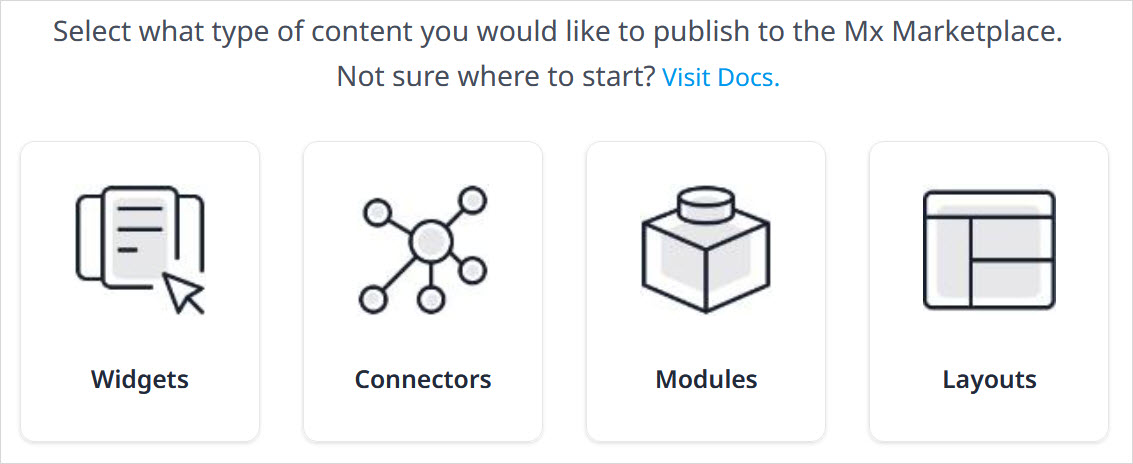 Select what type of content you would like to publish to the Mx Marketplace.
Not sure where to start? Visit Docs.
Widgets
Connectors
Modules
Layouts